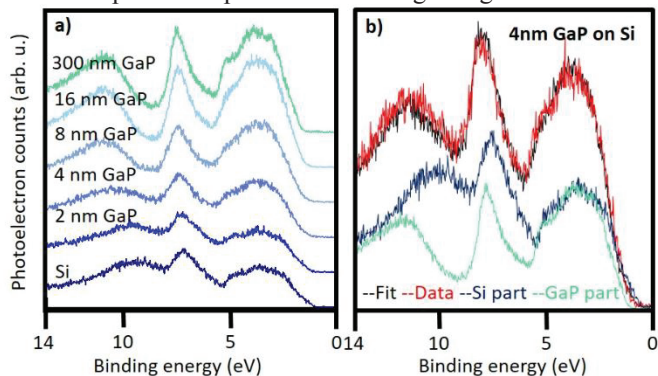 a)
300 nm GaP
16 nm GaP
8 nm GaP
4 nm GaP
2 nm GaP
Si
Photoelectron counts (arb. u.)
14 10 5 0
Binding energy (eV)
b)
4nm GaP on Si
--Fit --Data --Si part --GaP part
14 10 5 0
Binding energy (eV)